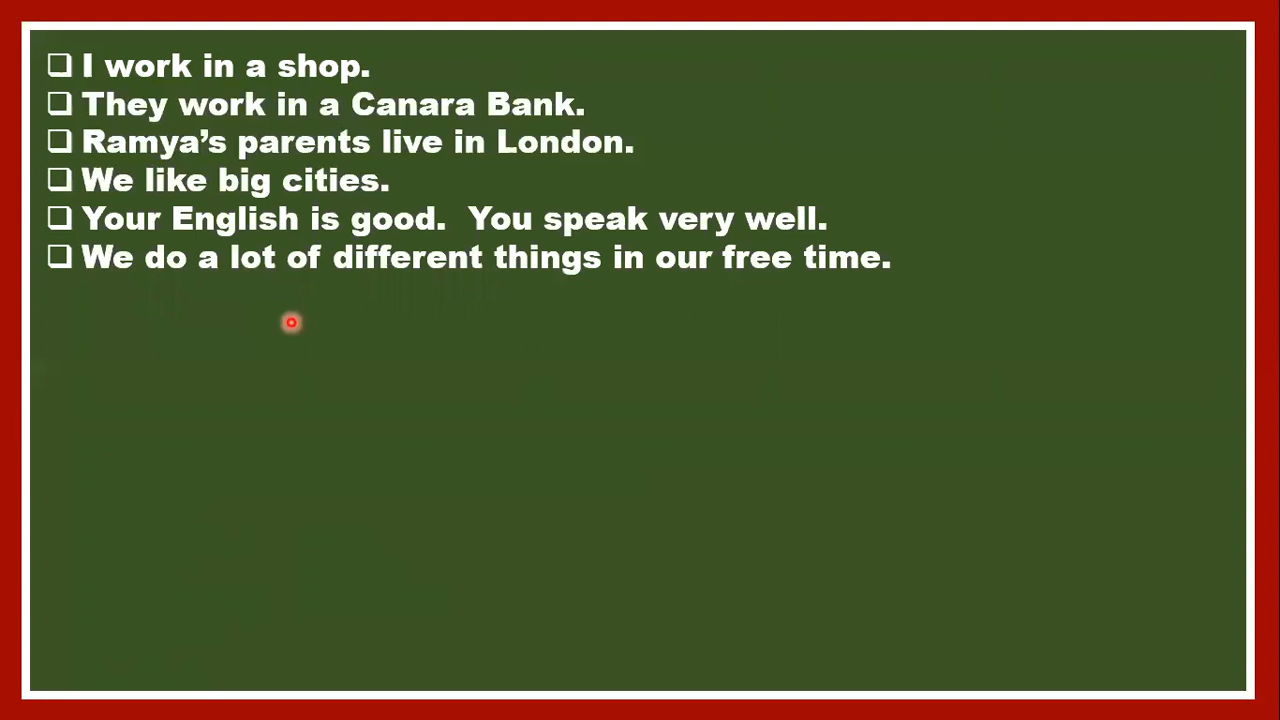 ❑ I work in a shop.
❑ They work in a Canara Bank.
❑ Ramya’s parents live in London.
❑ We like big cities.
❑ Your English is good.  You speak very well.
❑ We do a lot of different things in our free time.